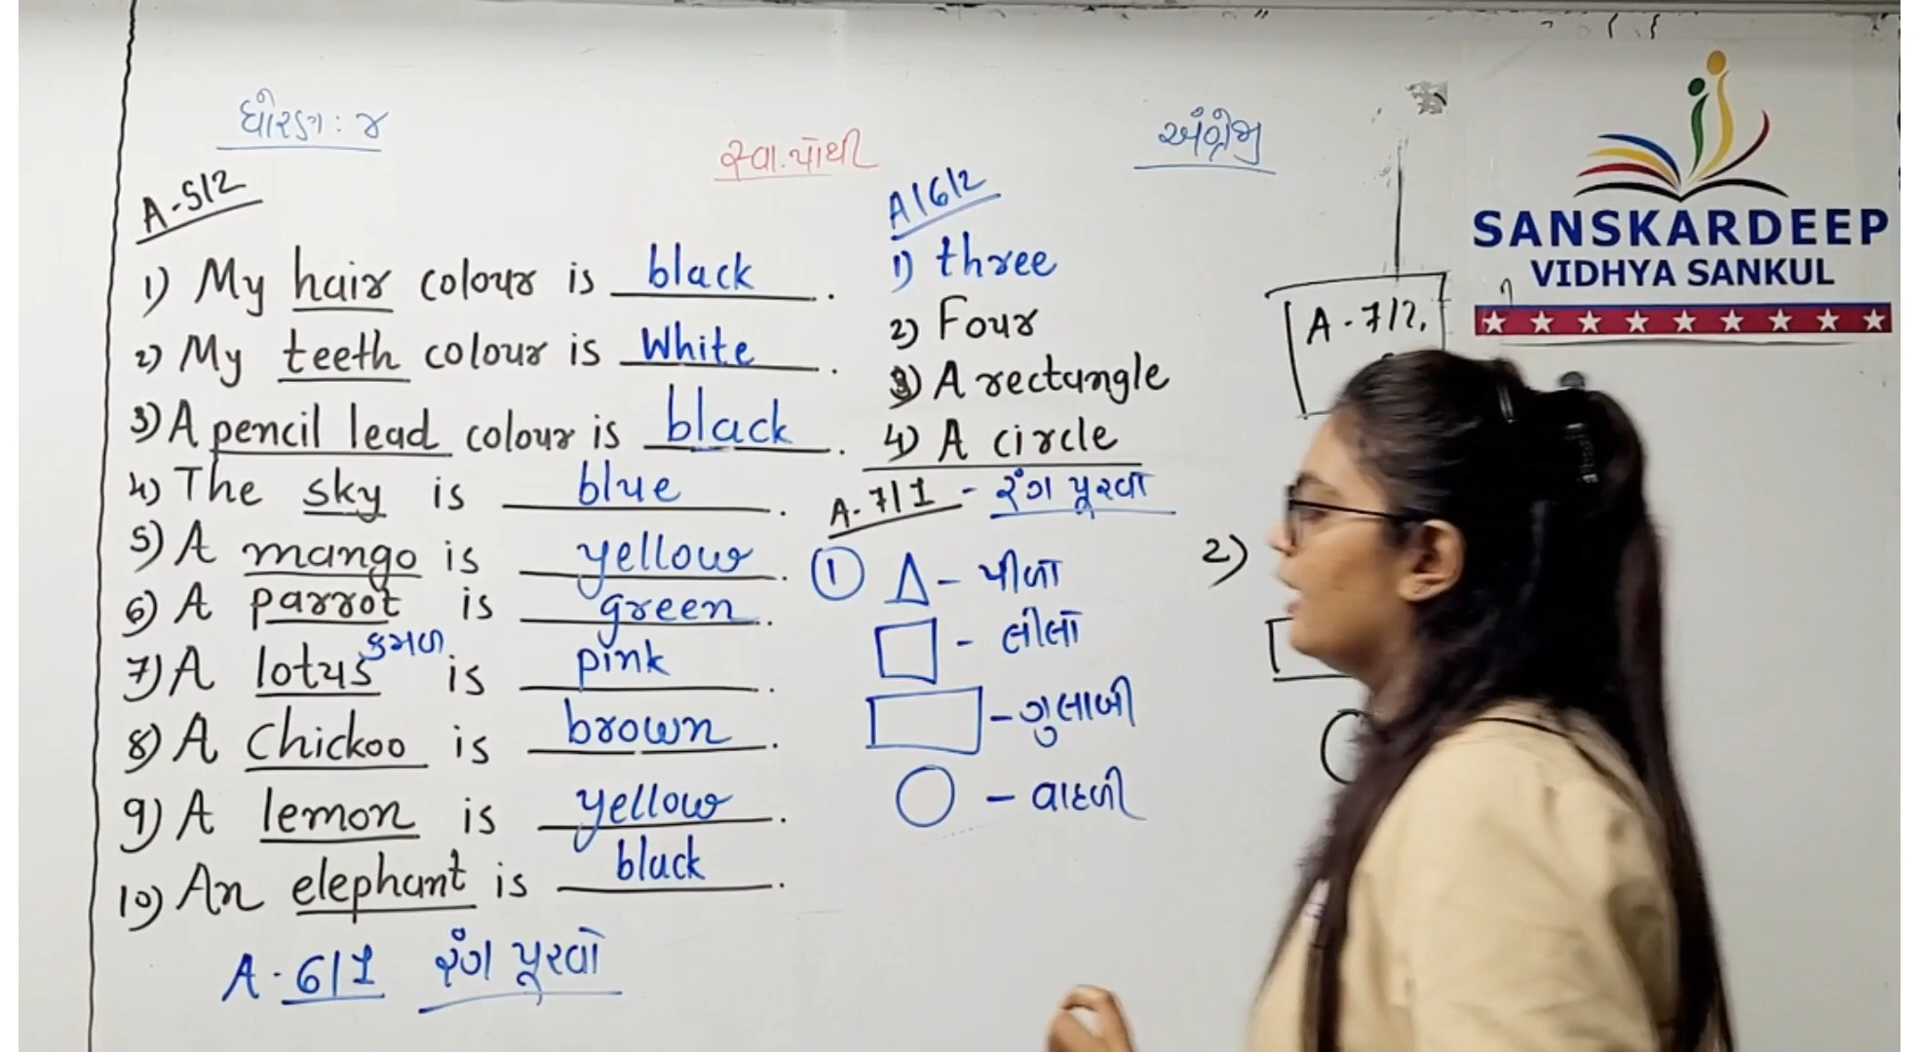 ધોરણ: ૪
સ્વા.પોથી
અંગ્રેજી
A-5/2
1) My hair colour is black.
2) My teeth colour is White.
3) A pencil lead colour is black.
4) The sky is blue.
5) A mango is yellow.
6) A parrot is green.
7) A lotus કમળ is pink.
8) A Chickoo is brown.
9) A lemon is yellow.
10) An elephant is black.
A-6/1 રંગ પૂરવો
A/6/2
1) three
2) Four
3) A rectangle
4) A circle
A-7/1 - રંગ પૂરવો
① △ - પીળો
□ - લીલો
▭ - ગુલાબી
○ - વાદળી
A-7/2.
2)
SANSKARDEEP
VIDHYA SANKUL